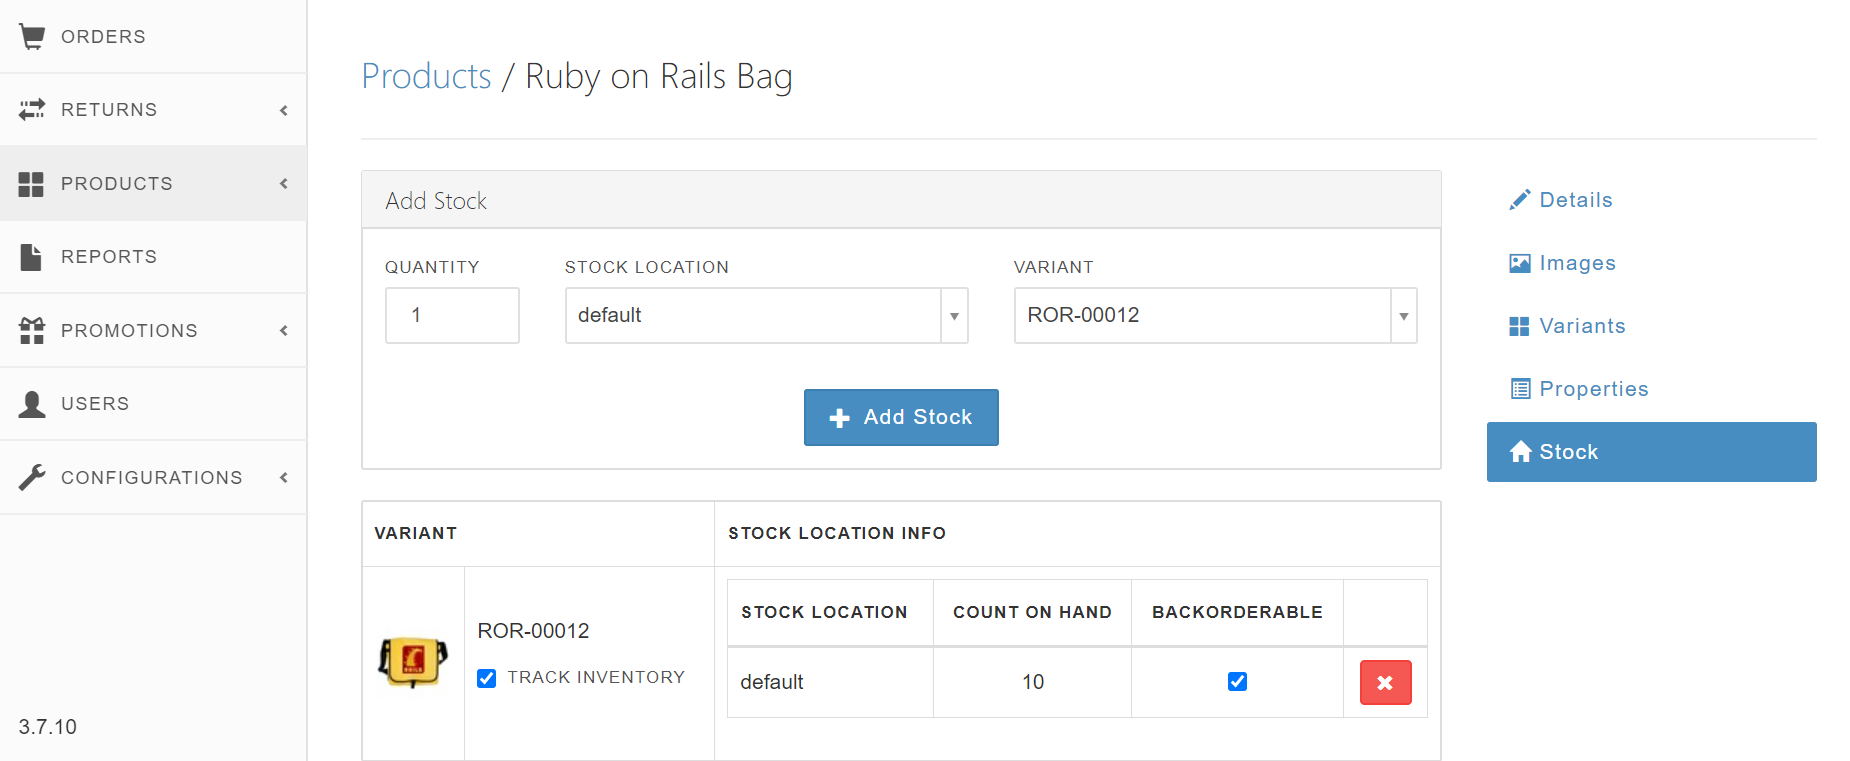 ORDERS
RETURNS
PRODUCTS
REPORTS
PROMOTIONS
USERS
CONFIGURATIONS
3.7.10
Products / Ruby on Rails Bag
Add Stock
QUANTITY STOCK LOCATION VARIANT
1 default ROR-00012
Add Stock
Details
Images
Variants
Properties
Stock
VARIANT STOCK LOCATION INFO
STOCK LOCATION COUNT ON HAND BACKORDERABLE
ROR-00012
TRACK INVENTORY
default 10